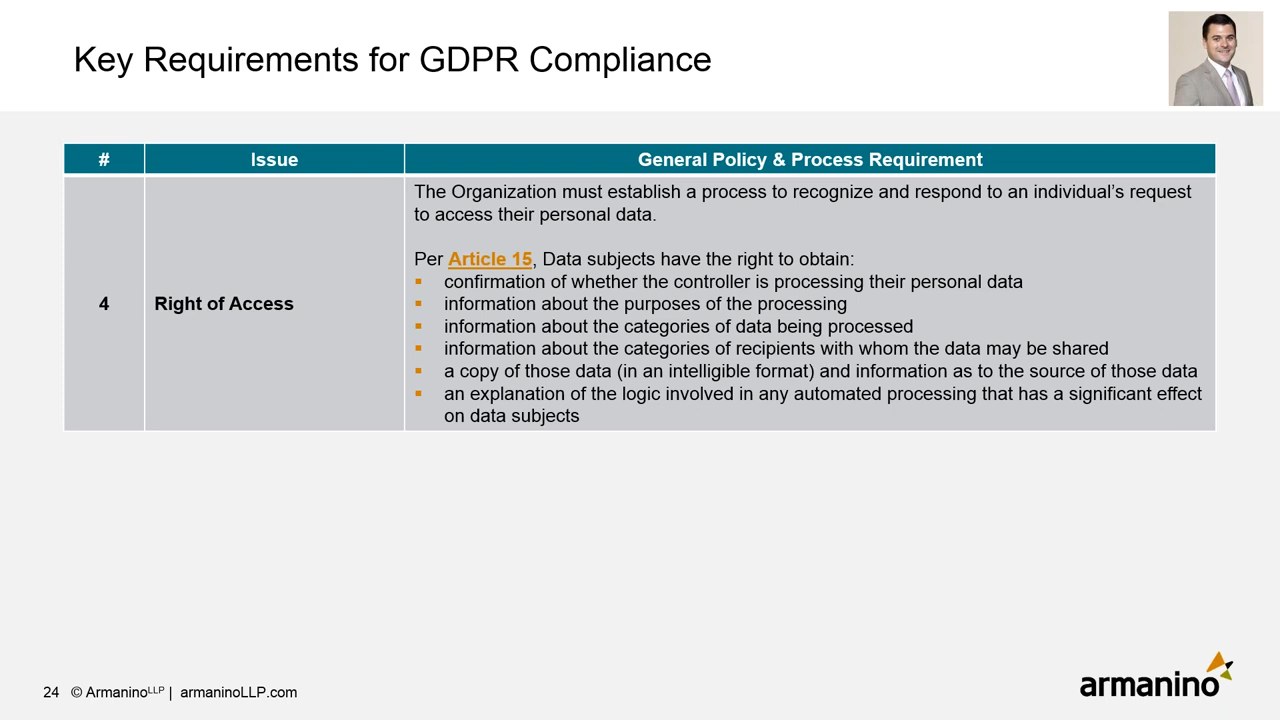 Key Requirements for GDPR Compliance
# Issue General Policy & Process Requirement
4 Right of Access
The Organization must establish a process to recognize and respond to an individual’s request
to access their personal data.
Per Article 15, Data subjects have the right to obtain:
▪ confirmation of whether the controller is processing their personal data
▪ information about the purposes of the processing
▪ information about the categories of data being processed
▪ information about the categories of recipients with whom the data may be shared
▪ a copy of those data (in an intelligible format) and information as to the source of those data
▪ an explanation of the logic involved in any automated processing that has a significant effect
on data subjects
24 © ArmaninoLLP | armaninoLLP.com
armanino